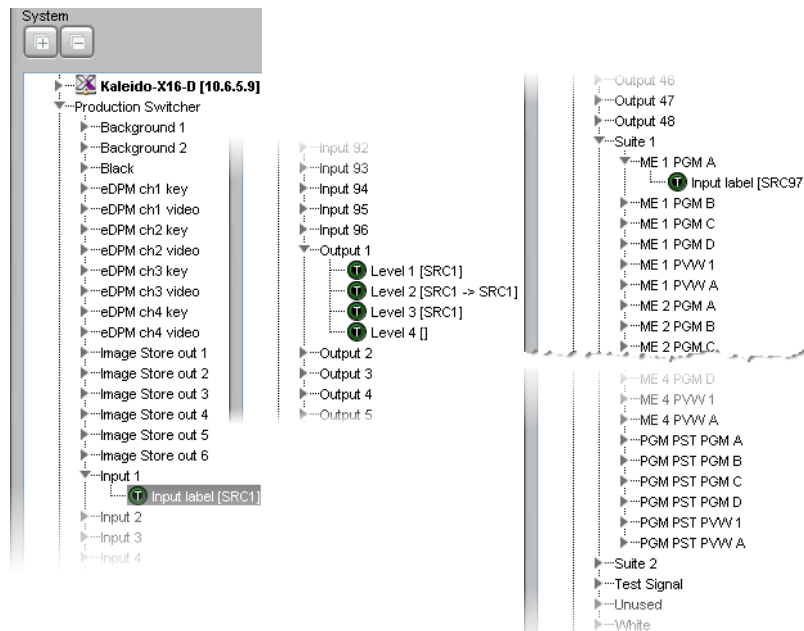 System
Kaleido-X16-D [10.6.5.9]
Production Switcher
Background 1
Background 2
Black
eDPM ch1 key
eDPM ch1 video
eDPM ch2 key
eDPM ch2 video
eDPM ch3 key
eDPM ch3 video
eDPM ch4 key
eDPM ch4 video
Image Store out 1
Image Store out 2
Image Store out 3
Image Store out 4
Image Store out 5
Image Store out 6
Input 1
T Input label [SRC1]
Input 2
Input 3
Input 4
Input 92
Input 93
Input 94
Input 95
Input 96
Output 1
T Level 1 [SRC1]
T Level 2 [SRC1 -> SRC1]
T Level 3 [SRC1]
T Level 4 []
Output 2
Output 3
Output 4
Output 5
Output 46
Output 47
Output 48
Suite 1
ME 1 PGM A
T Input label [SRC97
ME 1 PGM B
ME 1 PGM C
ME 1 PGM D
ME 1 PVW 1
ME 1 PVW A
ME 2 PGM A
ME 2 PGM B
ME 2 PGM C
ME 4 PGM D
ME 4 PVW 1
ME 4 PVW A
PGM PST PGM A
PGM PST PGM B
PGM PST PGM C
PGM PST PGM D
PGM PST PVW 1
PGM PST PVW A
Suite 2
Test Signal
Unused
White